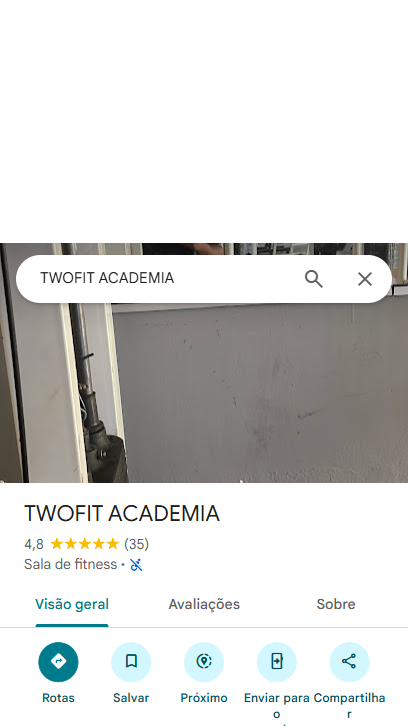 TWOFIT ACADEMIA
TWOFIT ACADEMIA
4,8 (35)
Sala de fitness •
Visão geral
Avaliações
Sobre
Rotas
Salvar
Próximo
Enviar para
o
Compartilha
r